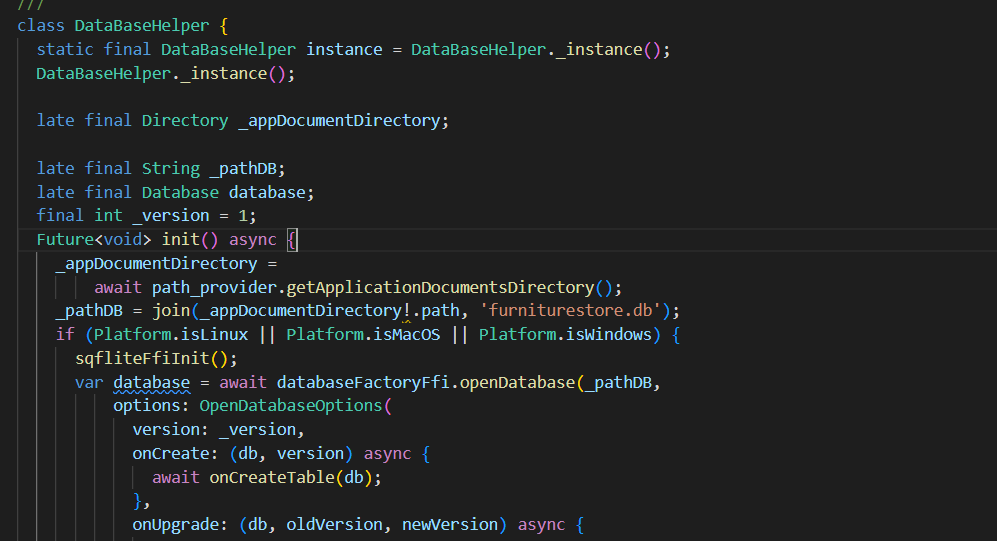 ///
class DataBaseHelper {
static final DataBaseHelper instance = DataBaseHelper._instance();
DataBaseHelper._instance();
late final Directory _appDocumentDirectory;
late final String _pathDB;
late final Database database;
final int _version = 1;
Future<void> init() async {
_appDocumentDirectory =
await path_provider.getApplicationDocumentsDirectory();
_pathDB = join(_appDocumentDirectory!.path, 'furniturestore.db');
if (Platform.isLinux || Platform.isMacOS || Platform.isWindows) {
sqfliteFfiInit();
var database = await databaseFactoryFfi.openDatabase(_pathDB,
options: OpenDatabaseOptions(
version: _version,
onCreate: (db, version) async {
await onCreateTable(db);
},
onUpgrade: (db, oldVersion, newVersion) async {